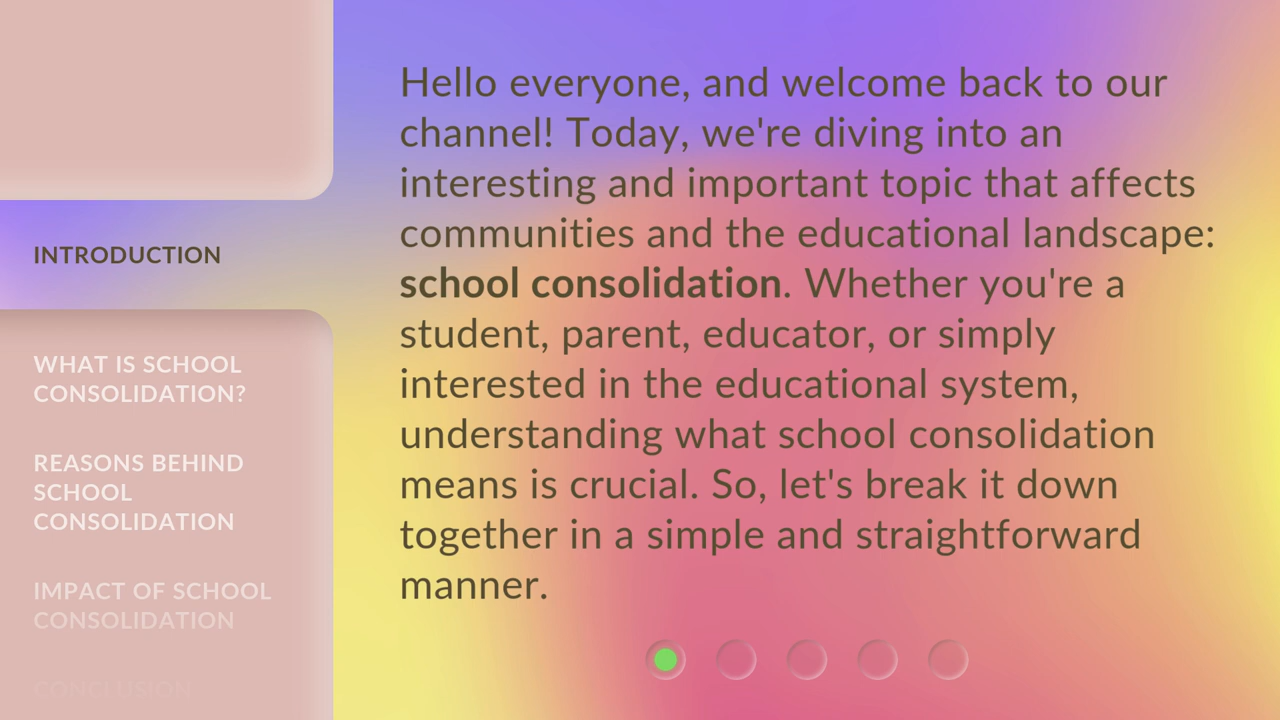 INTRODUCTION
WHAT IS SCHOOL
CONSOLIDATION?
REASONS BEHIND
SCHOOL
CONSOLIDATION
IMPACT OF SCHOOL
CONSOLIDATION
CONCLUSION
Hello everyone, and welcome back to our
channel! Today, we're diving into an
interesting and important topic that affects
communities and the educational landscape:
school consolidation. Whether you're a
student, parent, educator, or simply
interested in the educational system,
understanding what school consolidation
means is crucial. So, let's break it down
together in a simple and straightforward
manner.